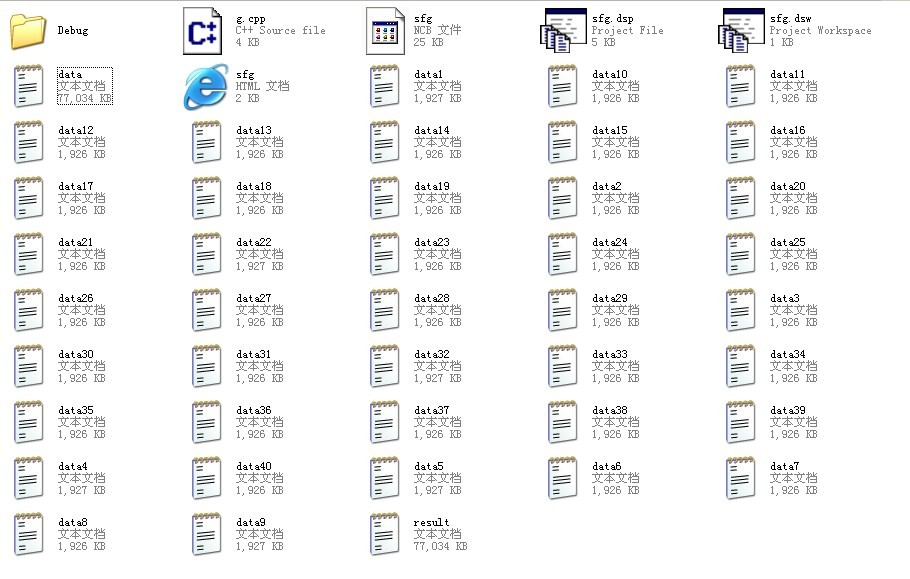 Debug
g.cpp
C++ Source file
4 KB
sfg
NCB 文件
25 KB
sfg.dsp
Project File
5 KB
sfg.dsw
Project Workspace
1 KB
data
文本文档
77,034 KB
sfg
HTML 文档
2 KB
data1
文本文档
1,927 KB
data10
文本文档
1,926 KB
data11
文本文档
1,926 KB
data12
文本文档
1,926 KB
data13
文本文档
1,926 KB
data14
文本文档
1,926 KB
data15
文本文档
1,926 KB
data16
文本文档
1,926 KB
data17
文本文档
1,926 KB
data18
文本文档
1,926 KB
data19
文本文档
1,926 KB
data2
文本文档
1,926 KB
data20
文本文档
1,926 KB
data21
文本文档
1,926 KB
data22
文本文档
1,927 KB
data23
文本文档
1,926 KB
data24
文本文档
1,926 KB
data25
文本文档
1,926 KB
data26
文本文档
1,926 KB
data27
文本文档
1,926 KB
data28
文本文档
1,926 KB
data29
文本文档
1,926 KB
data3
文本文档
1,926 KB
data30
文本文档
1,926 KB
data31
文本文档
1,926 KB
data32
文本文档
1,927 KB
data33
文本文档
1,926 KB
data34
文本文档
1,926 KB
data35
文本文档
1,926 KB
data36
文本文档
1,926 KB
data37
文本文档
1,926 KB
data38
文本文档
1,926 KB
data39
文本文档
1,926 KB
data4
文本文档
1,927 KB
data40
文本文档
1,926 KB
data5
文本文档
1,927 KB
data6
文本文档
1,926 KB
data7
文本文档
1,926 KB
data8
文本文档
1,926 KB
data9
文本文档
1,927 KB
result
文本文档
77,034 KB